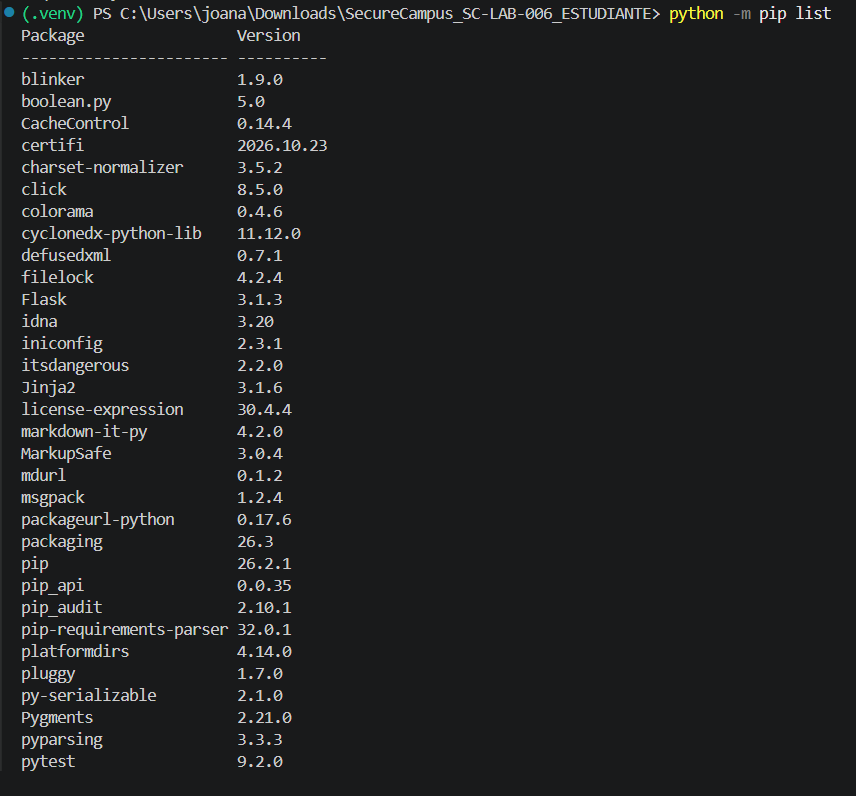 (.venv) PS C:\Users\joana\Downloads\SecureCampus_SC-LAB-006_ESTUDIANTE> python -m pip list
Package                 Version
----------------------- ----------
blinker                 1.9.0
boolean.py              5.0
CacheControl            0.14.4
certifi                 2026.10.23
charset-normalizer      3.5.2
click                   8.5.0
colorama                0.4.6
cyclonedx-python-lib    11.12.0
defusedxml              0.7.1
filelock                4.2.4
Flask                   3.1.3
idna                    3.20
iniconfig               2.3.1
itsdangerous            2.2.0
Jinja2                  3.1.6
license-expression      30.4.4
markdown-it-py          4.2.0
MarkupSafe              3.0.4
mdurl                   0.1.2
msgpack                 1.2.4
packageurl-python       0.17.6
packaging               26.3
pip                     26.2.1
pip_api                 0.0.35
pip_audit               2.10.1
pip-requirements-parser 32.0.1
platformdirs            4.14.0
pluggy                  1.7.0
py-serializable         2.1.0
Pygments                2.21.0
pyparsing               3.3.3
pytest                  9.2.0